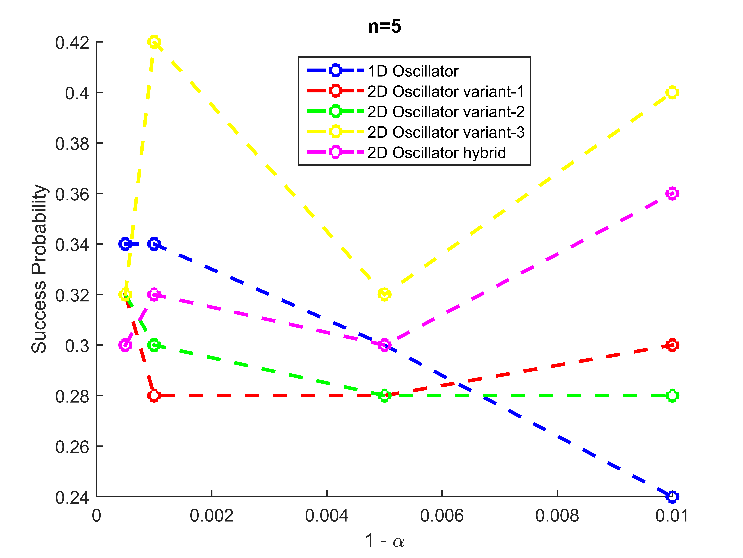 n=5
0.42
0.4
0.38
0.36
0.34
0.32
0.3
0.28
0.26
0.24
Success Probability
1D Oscillator
2D Oscillator variant-1
2D Oscillator variant-2
2D Oscillator variant-3
2D Oscillator hybrid
0 0.002 0.004 0.006 0.008 0.01
1 - α